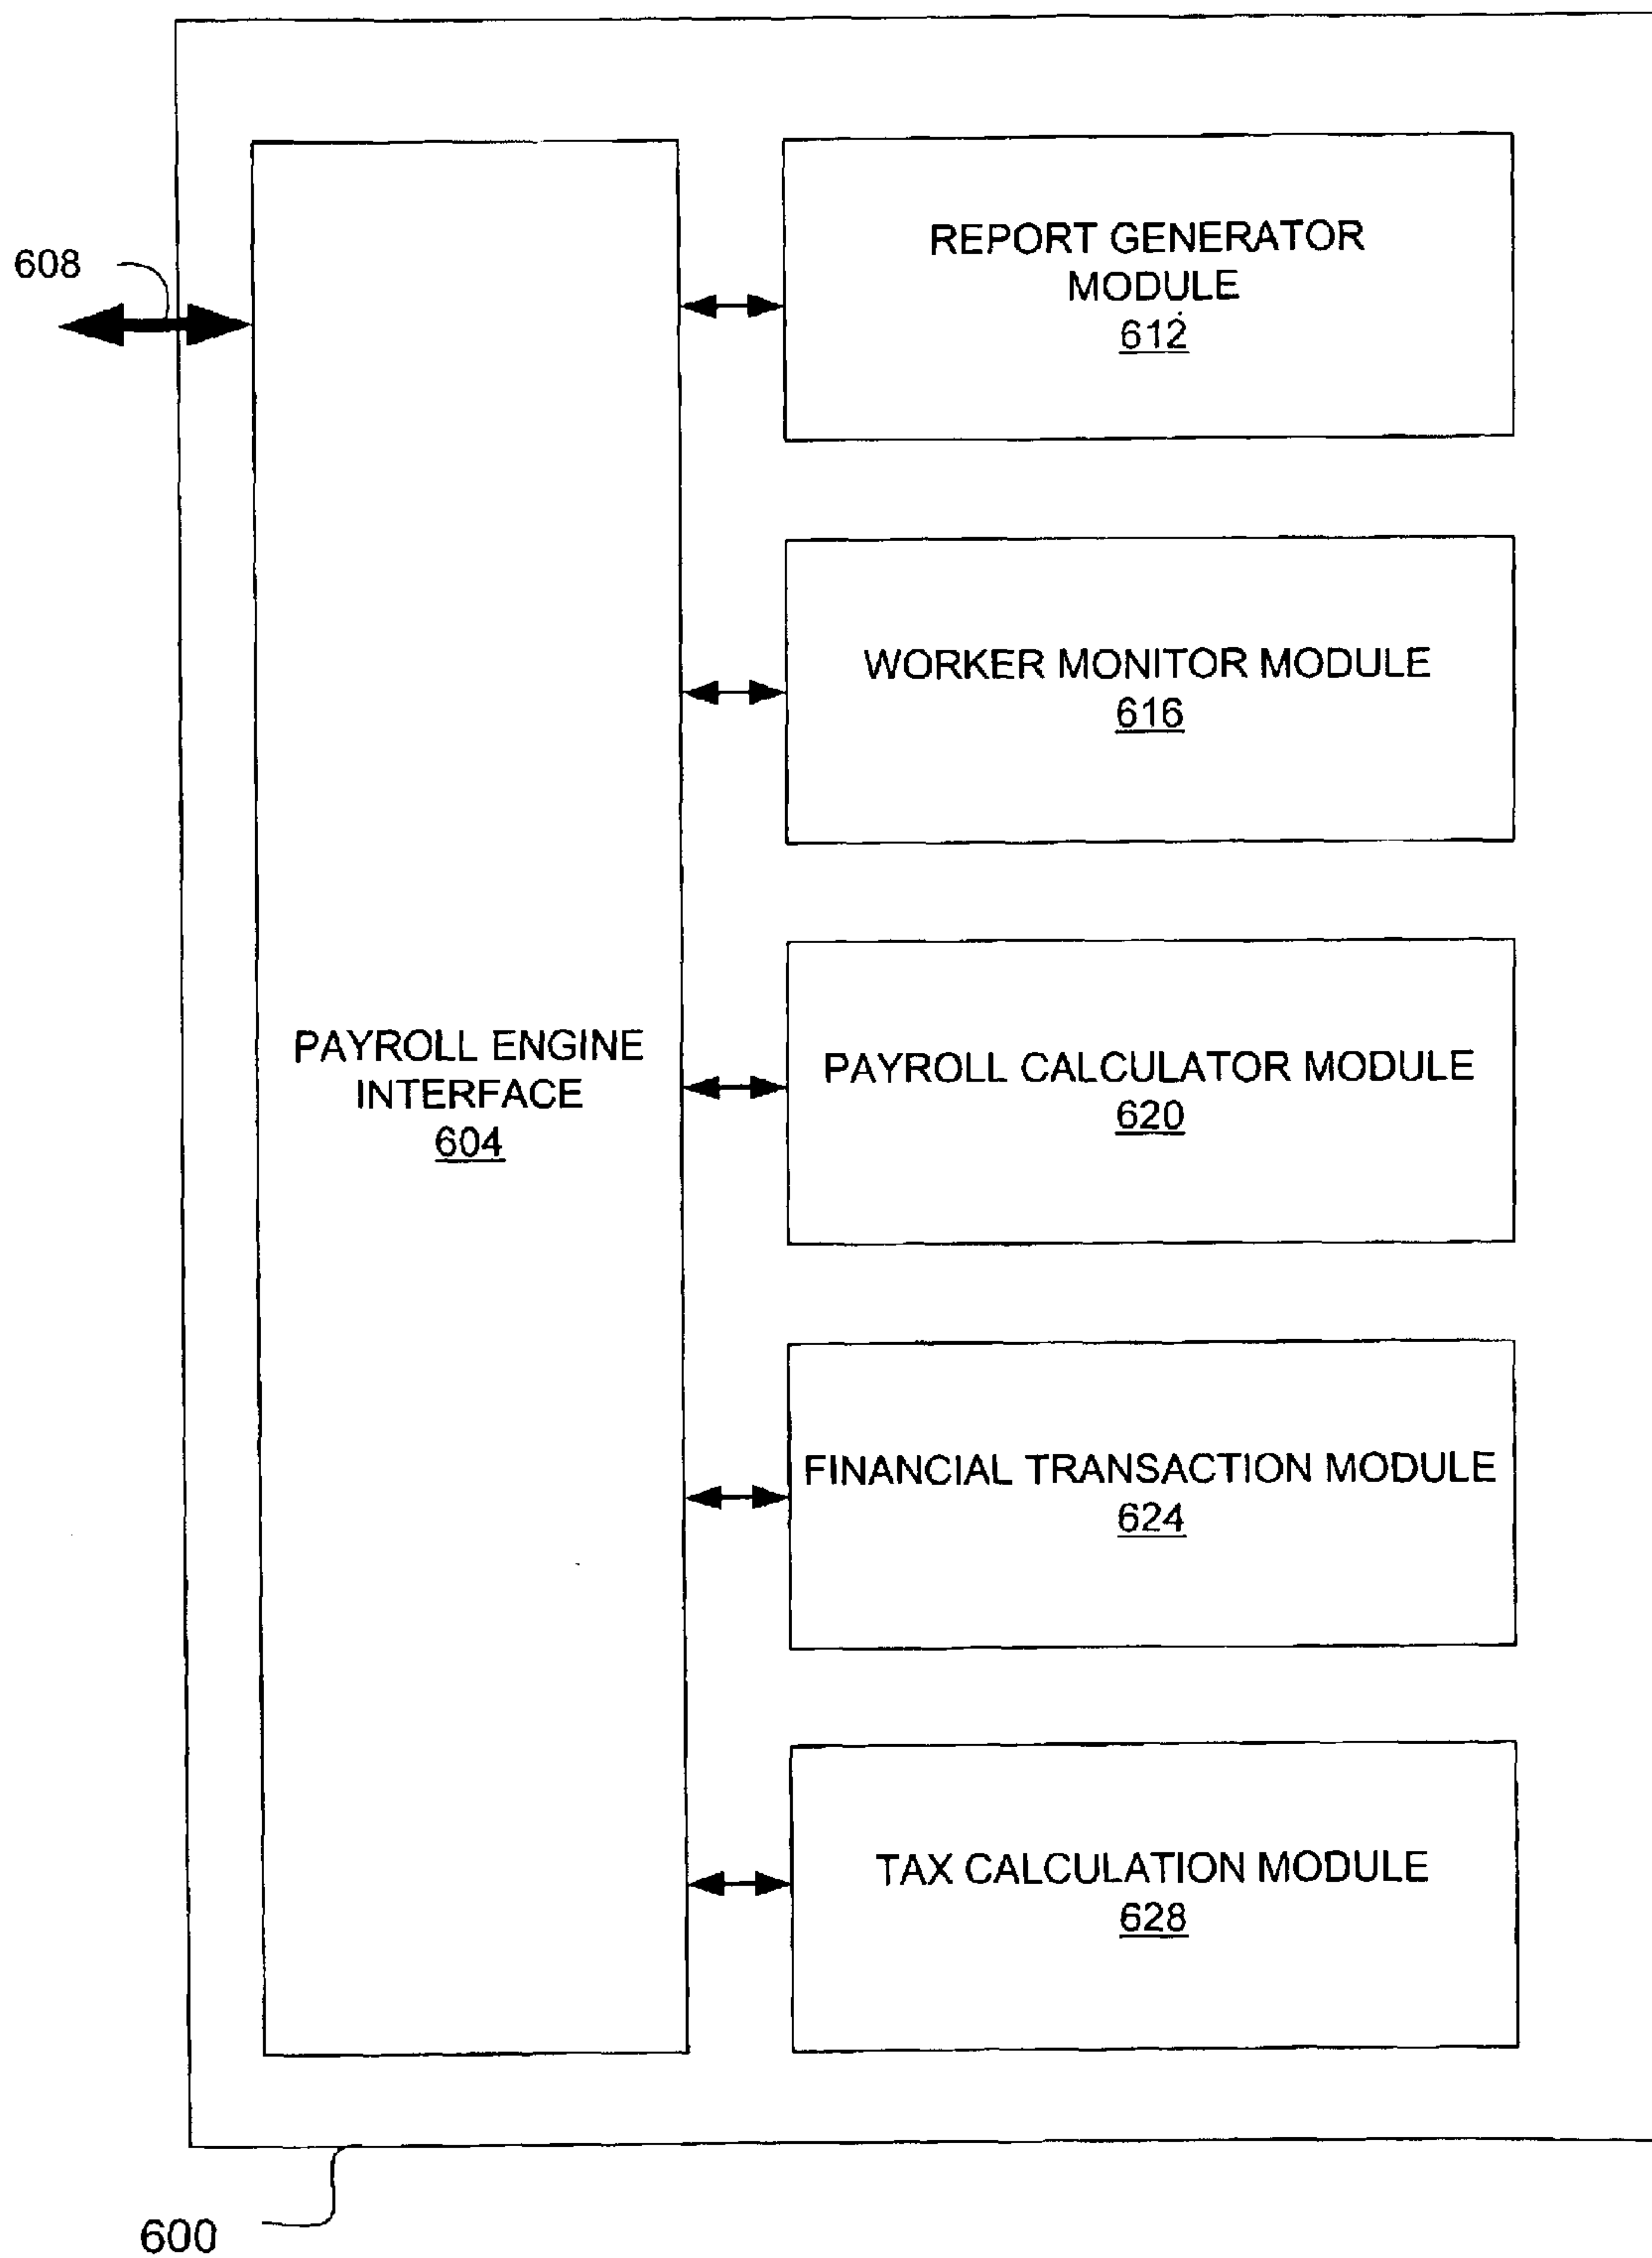 608
REPORT GENERATOR
MODULE
612
WORKER MONITOR MODULE
616
PAYROLL ENGINE
INTERFACE
604
PAYROLL CALCULATOR MODULE
620
FINANCIAL TRANSACTION MODULE
624
TAX CALCULATION MODULE
628
600